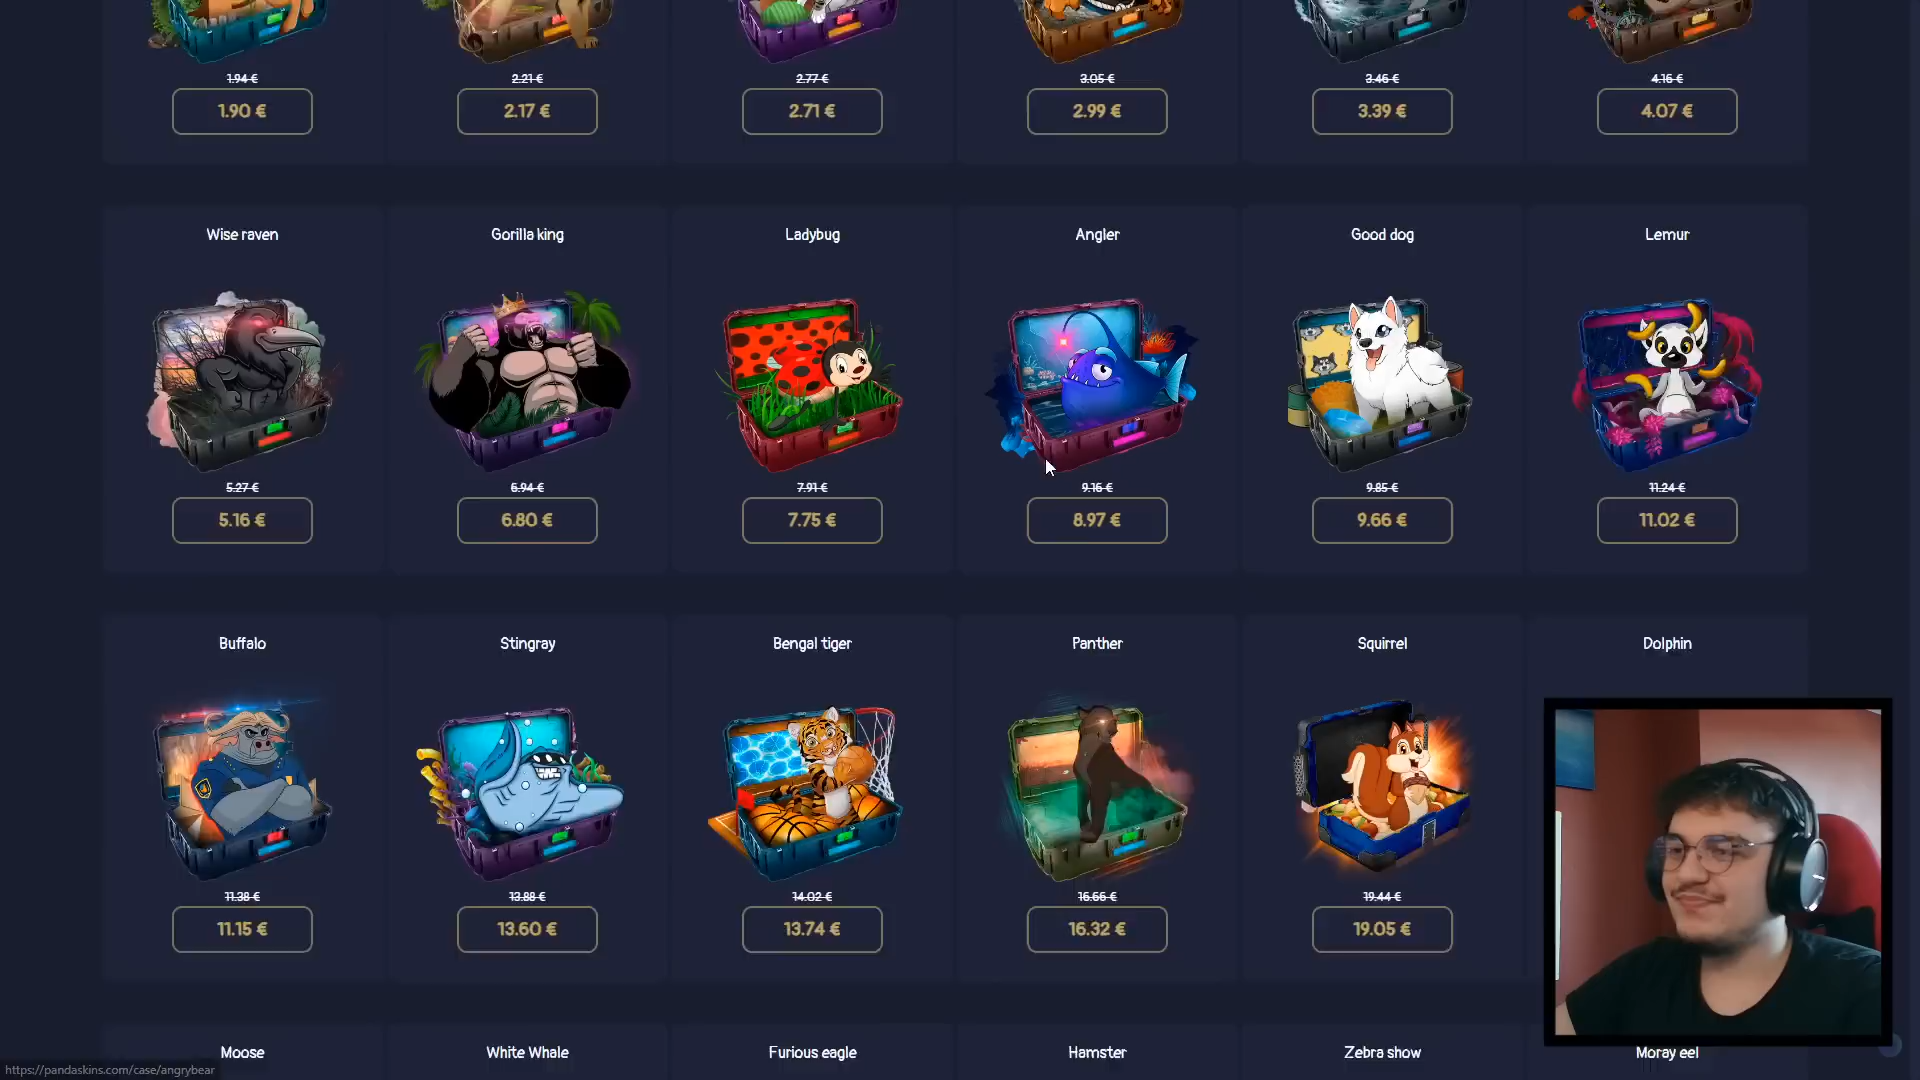 1.94 € 2.21 € 2.77 € 3.05 € 3.46 € 4.16 €
1.90 € 2.17 € 2.71 € 2.99 € 3.39 € 4.07 €
Wise raven Gorilla king Ladybug Angler Good dog Lemur
5.27 € 6.94 € 7.91 € 9.16 € 9.85 € 11.24 €
5.16 € 6.80 € 7.75 € 8.97 € 9.66 € 11.02 €
Buffalo Stingray Bengal tiger Panther Squirrel Dolphin
11.38 € 13.88 € 14.02 € 16.66 € 19.44 €
11.15 € 13.60 € 13.74 € 16.32 € 19.05 €
Moose White Whale Furious eagle Hamster Zebra show Moray eel
https://pandaskins.com/case/angrybear